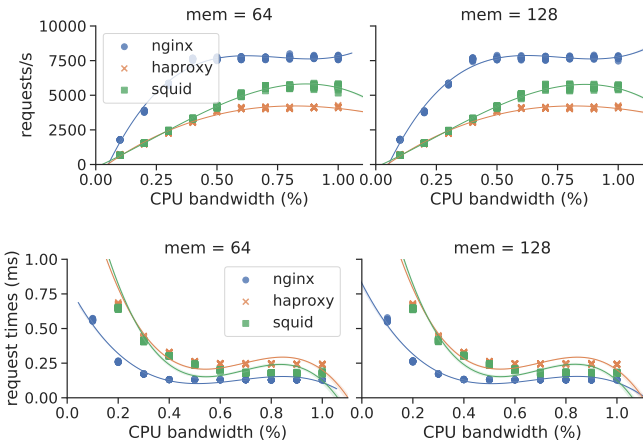 mem = 64
mem = 128
requests/s
10000
7500
5000
2500
0
nginx
haproxy
squid
0.00 0.25 0.50 0.75 1.00
0.00 0.25 0.50 0.75 1.00
CPU bandwidth (%)
CPU bandwidth (%)
mem = 64
mem = 128
request times (ms)
1.00
0.75
0.50
0.25
0.00
nginx
haproxy
squid
0.0 0.2 0.4 0.6 0.8 1.0
0.2 0.4 0.6 0.8 1.0
CPU bandwidth (%)
CPU bandwidth (%)